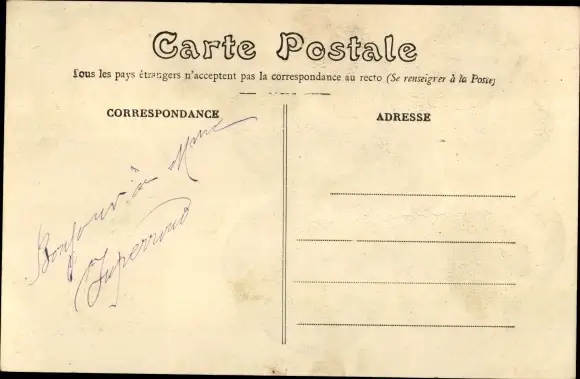 Carte Postale
Tous les pays étrangers n'acceptent pas la correspondance au recto (Se renseigner à la Poste)
CORRESPONDANCE
ADRESSE
Bonjour à Mme